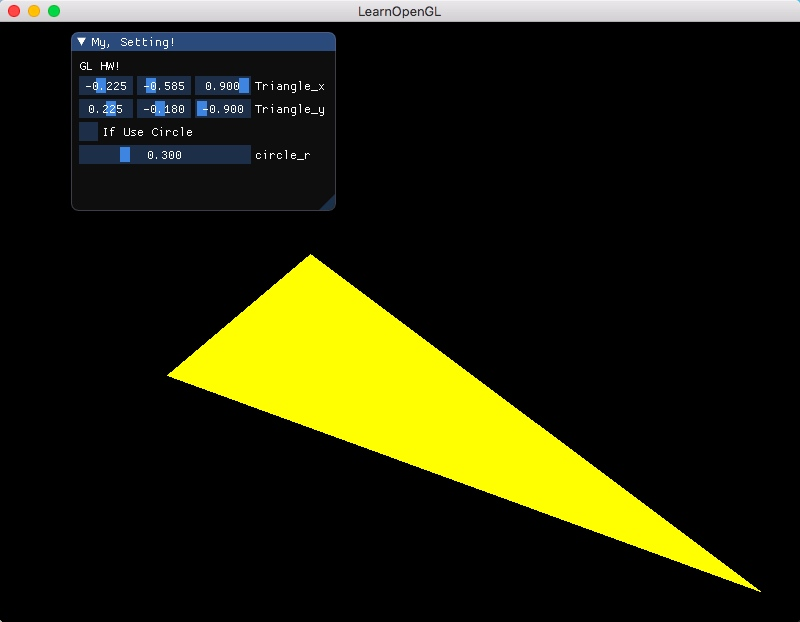 LearnOpenGL
My, Setting!
GL HW!
-0.225 -0.585 0.900 Triangle_x
0.225 -0.180 -0.900 Triangle_y
If Use Circle
0.300 circle_r